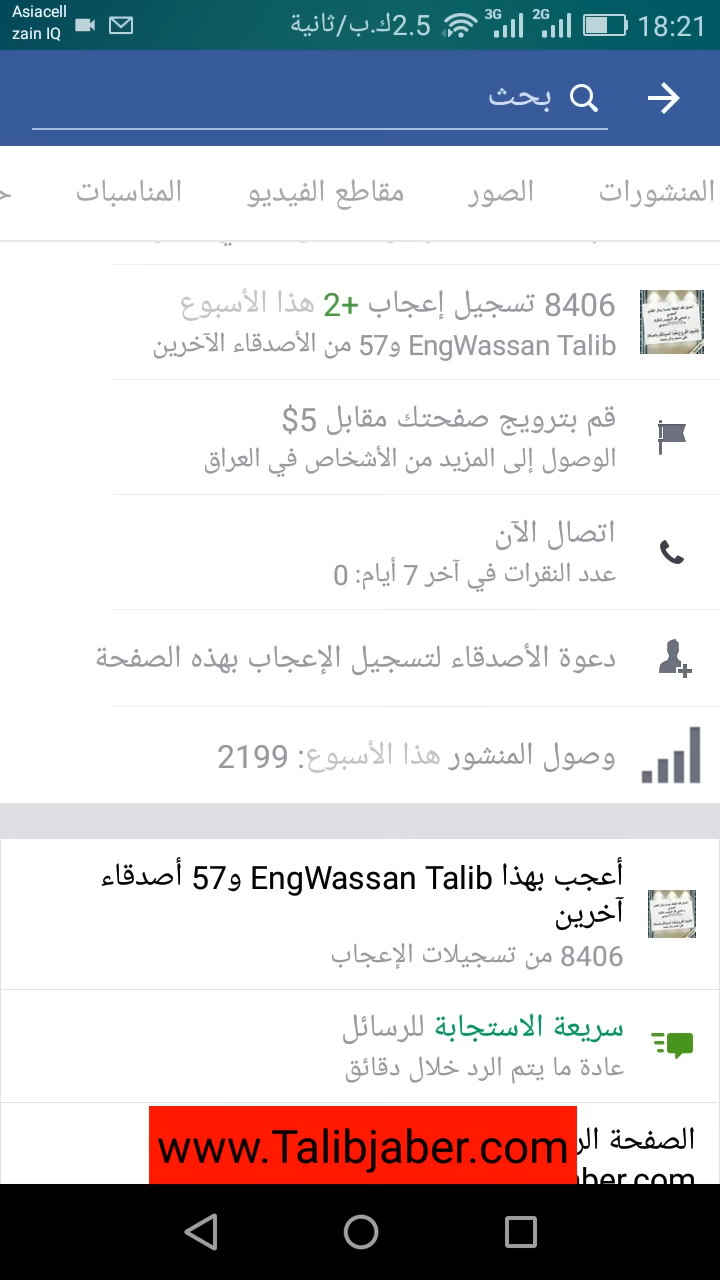 Asiacell
zain IQ
2.5ك.ب/ثانية
3G
2G
18:21
بحث
المنشورات
الصور
مقاطع الفيديو
المناسبات
8406 تسجيل إعجاب +2 هذا الأسبوع
EngWassan Talib و57 من الأصدقاء الآخرين
قم بترويج صفحتك مقابل 5$
الوصول إلى المزيد من الأشخاص في العراق
اتصال الآن
عدد النقرات في آخر 7 أيام: 0
دعوة الأصدقاء لتسجيل الإعجاب بهذه الصفحة
وصول المنشور هذا الأسبوع: 2199
أعجب بهذا EngWassan Talib و57 أصدقاء
آخرين
8406 من تسجيلات الإعجاب
سريعة الاستجابة للرسائل
عادة ما يتم الرد خلال دقائق
الصفحة
www.Talibjaber.com